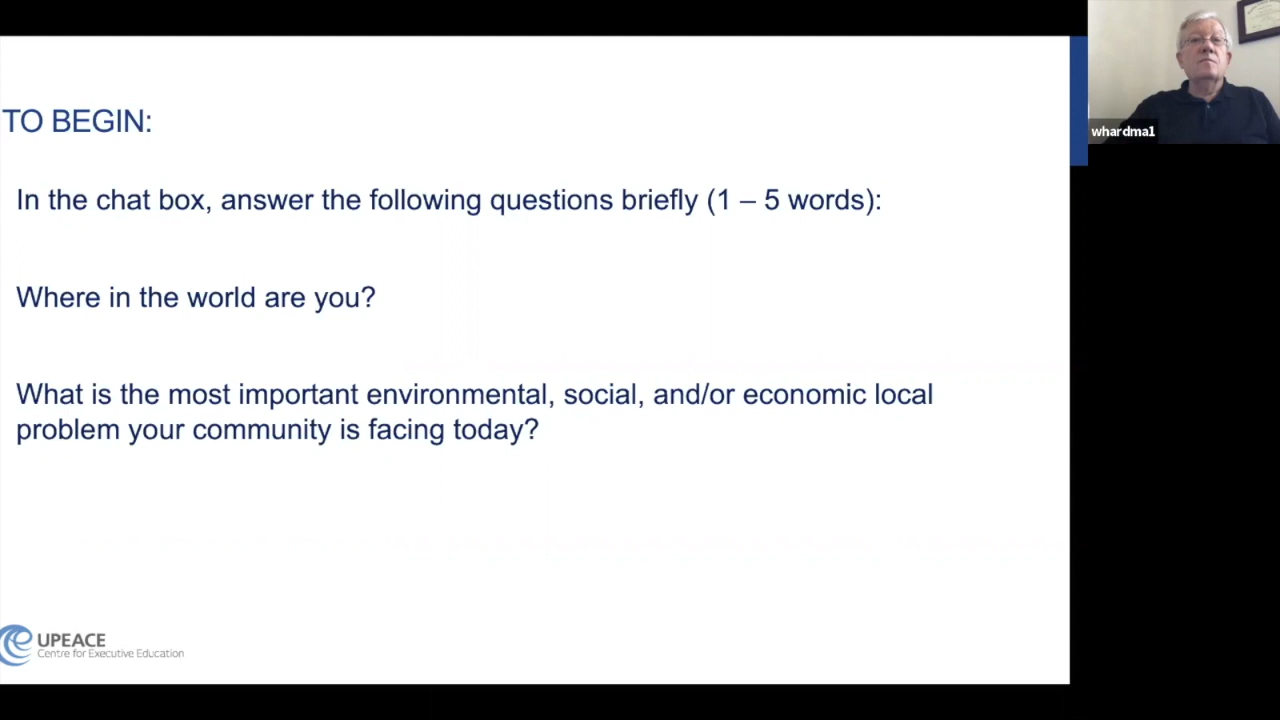 TO BEGIN:
In the chat box, answer the following questions briefly (1 – 5 words):
Where in the world are you?
What is the most important environmental, social, and/or economic local
problem your community is facing today?
UPEACE
Centre for Executive Education
whardma1